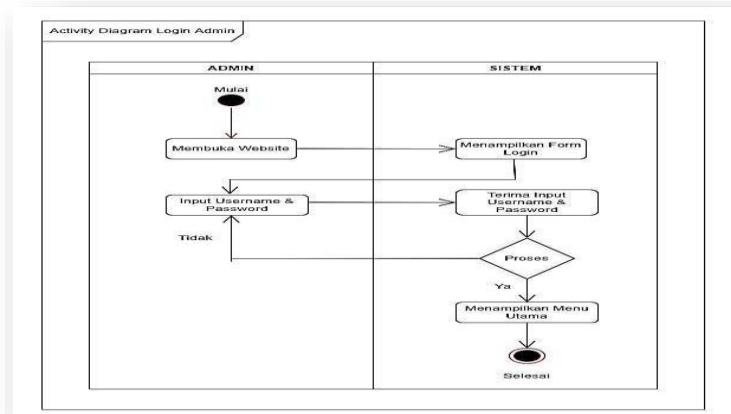 Activity Diagram Login Admin
ADMIN
SISTEM
Mulai
Membuka Website
Menampilkan Form
Login
Input Username &
Password
Terima Input
Username &
Password
Tidak
Proses
Ya
Menampilkan Menu
Utama
Selesai